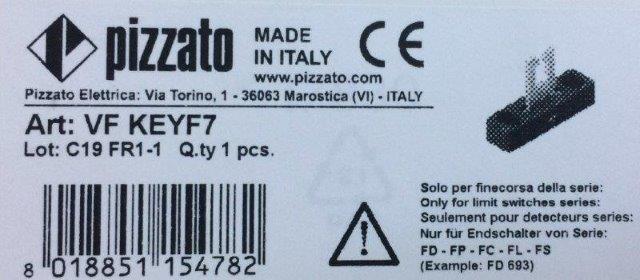 pizzato
MADE
IN ITALY
www.pizzato.com
CE
Pizzato Elettrica: Via Torino, 1 - 36063 Marostica (VI) - ITALY
Art: VF KEYF7
Lot: C19 FR1-1 Q.ty 1 pcs.
8 018851 154782
Solo per finecorsa della serie:
Only for limit switches series:
Seulement pour detecteurs series:
Nur für Endschalter von Serie:
FD - FP - FC - FL - FS
(Example: FD 693)